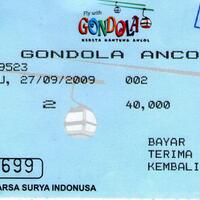 Fly with
GONDOLA
KERETA GANTUNG ANCOL
GONDOLA ANCO
9523
U, 27/09/2009 002
2 40,000
BAYAR
TERIMA
KEMBALI
699
ARSA SURYA INDONUSA